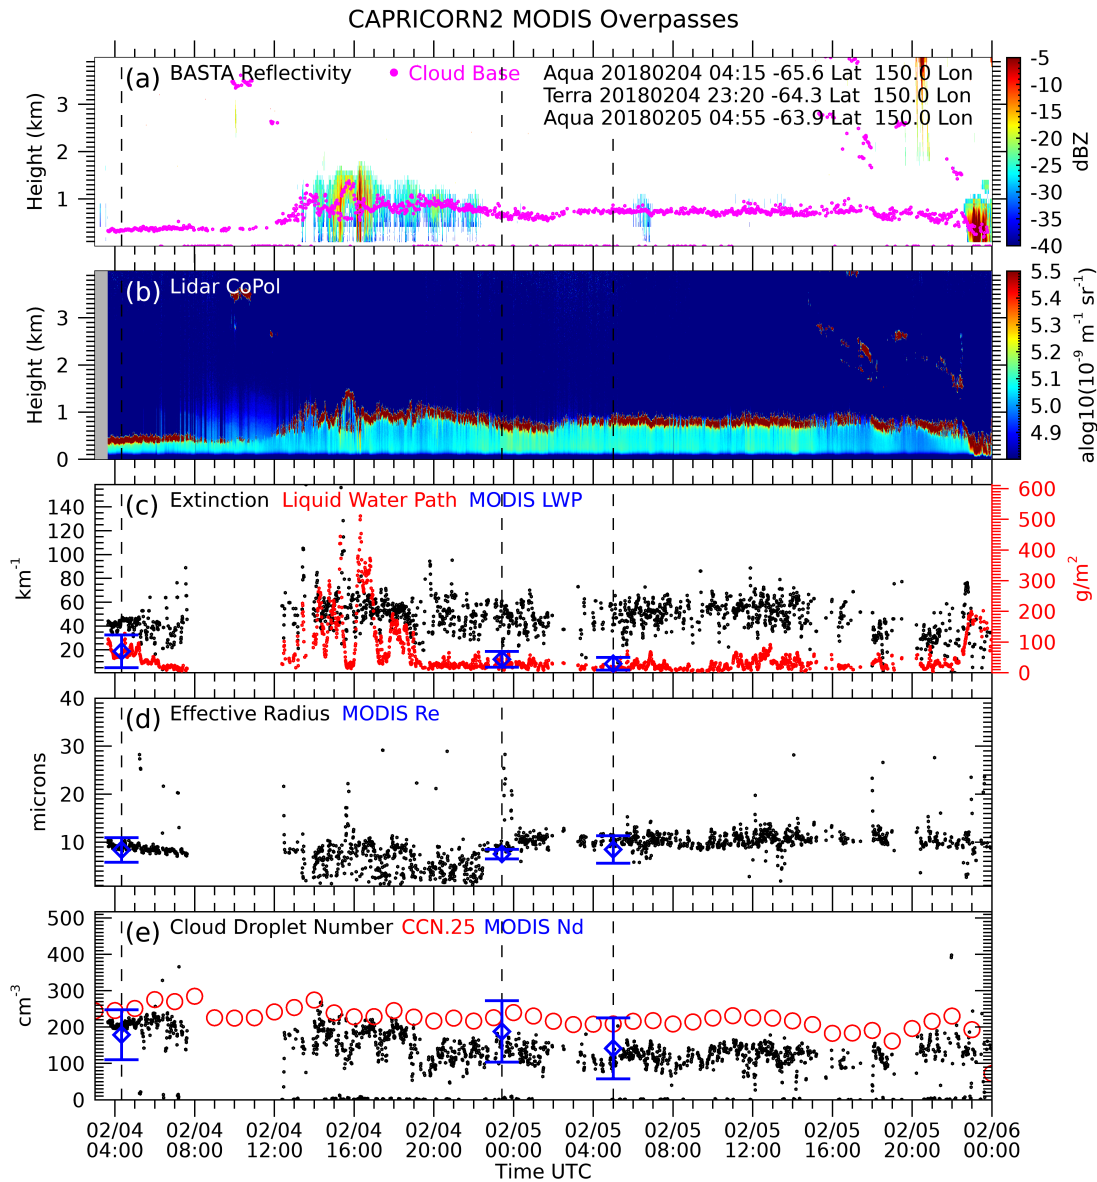 CAPRICORN2 MODIS Overpasses
(a) BASTA Reflectivity Cloud Base
Aqua 20180204 04:15 -65.6 Lat 150.0 Lon
Terra 20180204 23:20 -64.3 Lat 150.0 Lon
Aqua 20180205 04:55 -63.9 Lat 150.0 Lon
Height (km)
3
2
1
-5
-10
-15
-20
-25
-30
-35
-40
dBZ
(b) Lidar CoPol
Height (km)
3
2
1
0
5.5
5.4
5.3
5.2
5.1
5.0
4.9
alog10(10⁻⁹ m⁻¹ sr⁻¹)
(c) Extinction Liquid Water Path MODIS LWP
km⁻¹
140
120
100
80
60
40
20
600
500
400
300
200
100
0
g/m²
(d) Effective Radius MODIS Re
microns
40
30
20
10
(e) Cloud Droplet Number CCN.25 MODIS Nd
cm⁻³
500
400
300
200
100
0
02/04 02/04 02/04 02/04 02/04 02/05 02/05 02/05 02/05 02/05 02/05 02/06
04:00 08:00 12:00 16:00 20:00 00:00 04:00 08:00 12:00 16:00 20:00 00:00
Time UTC